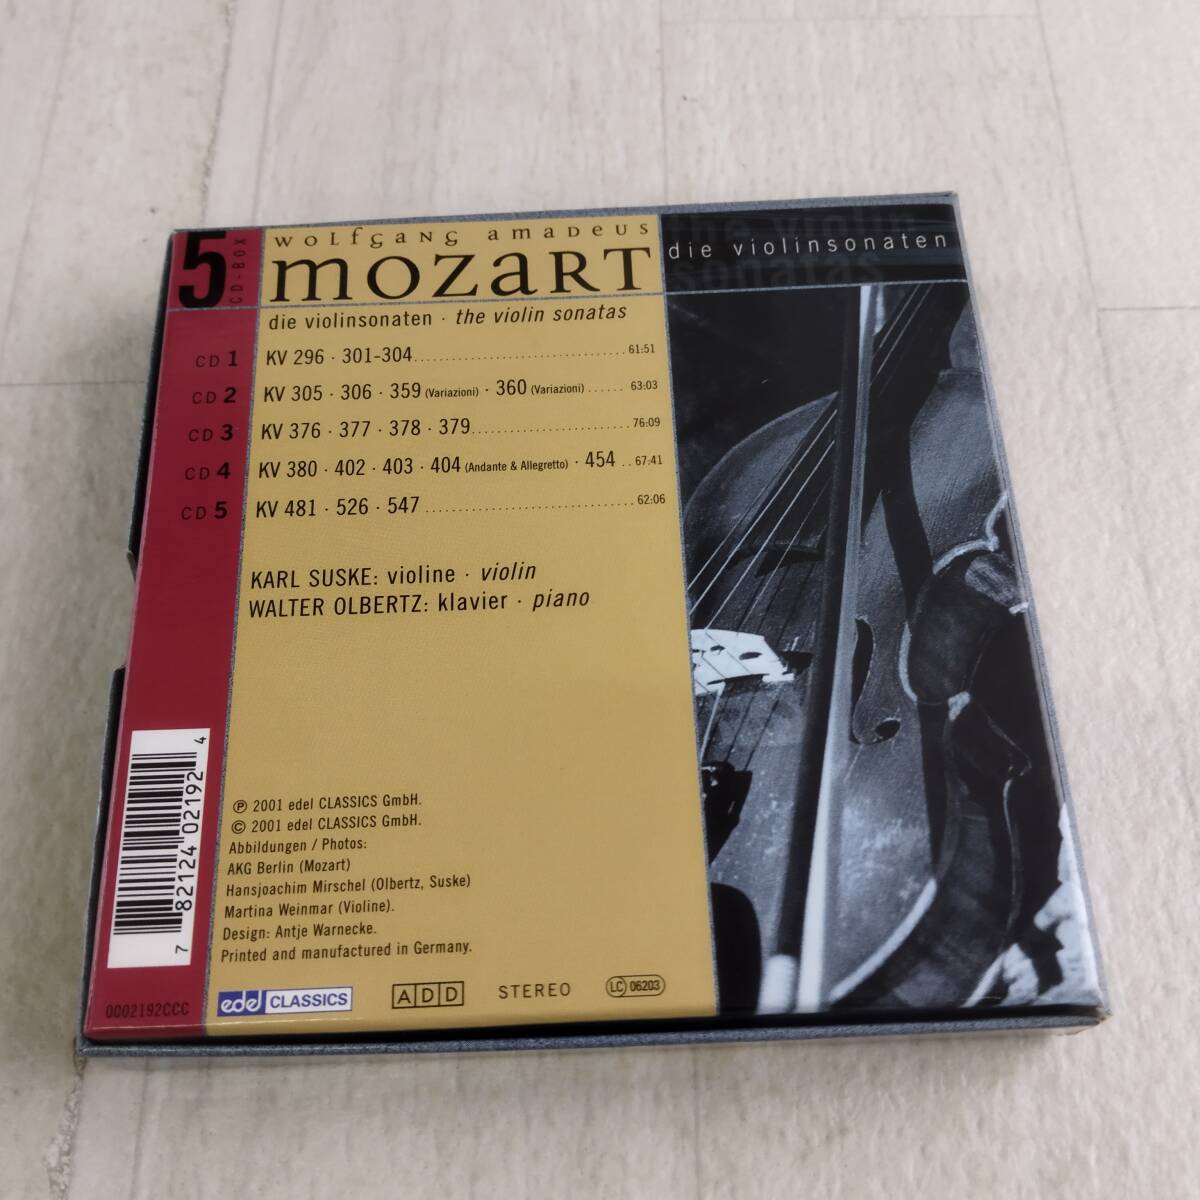 5
CD-BOX
WOLFGANG AMADEUS
MOZART
die violinsonaten
the violin
sonatas
die violinsonaten · the violin sonatas
CD 1 KV 296 · 301-304 61:51
CD 2 KV 305 · 306 · 359 (Variazioni) · 360 (Variazioni) 63:03
CD 3 KV 376 · 377 · 378 · 379 76:09
CD 4 KV 380 · 402 · 403 · 404 (Andante & Allegretto) · 454 67:41
CD 5 KV 481 · 526 · 547 62:06
KARL SUSKE: violine · violin
WALTER OLBERTZ: klavier · piano
℗ 2001 edel CLASSICS GmbH.
© 2001 edel CLASSICS GmbH.
Abbildungen / Photos:
AKG Berlin (Mozart)
Hansjoachim Mirschel (Olbertz, Suske)
Martina Weinmar (Violine).
Design: Antje Warnecke.
Printed and manufactured in Germany.
7 82124 02192 4
0002192CCC
edel CLASSICS
ADD
STEREO
LC 06203